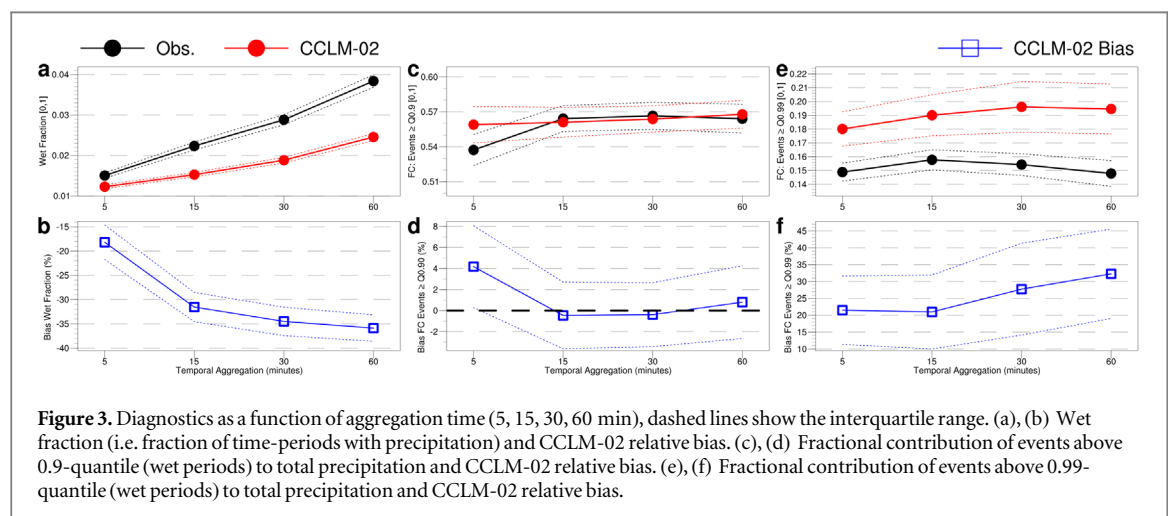 Obs. CCLM-02 CCLM-02 Bias
a
0.04
0.03
0.02
0.01
Wet Fraction [0,1]
5 15 30 60
c
0.60
0.57
0.54
0.51
FC: Events ≥ Q0.9 [0,1]
5 15 30 60
e
0.22
0.21
0.20
0.19
0.18
0.17
0.16
0.15
0.14
FC: Events ≥ Q0.99 [0,1]
5 15 30 60
b
-15
-20
-25
-30
-35
-40
Bias Wet Fraction (%)
5 15 30 60
Temporal Aggregation (minutes)
d
8
6
4
2
0
-2
Bias FC Events ≥ Q0.90 (%)
5 15 30 60
Temporal Aggregation (minutes)
f
45
40
35
30
25
20
15
10
Bias FC Events ≥ Q0.99 (%)
5 15 30 60
Temporal Aggregation (minutes)
Figure 3. Diagnostics as a function of aggregation time (5, 15, 30, 60 min), dashed lines show the interquartile range. (a), (b) Wet
fraction (i.e. fraction of time-periods with precipitation) and CCLM-02 relative bias. (c), (d) Fractional contribution of events above
0.9-quantile (wet periods) to total precipitation and CCLM-02 relative bias. (e), (f) Fractional contribution of events above 0.99-
quantile (wet periods) to total precipitation and CCLM-02 relative bias.